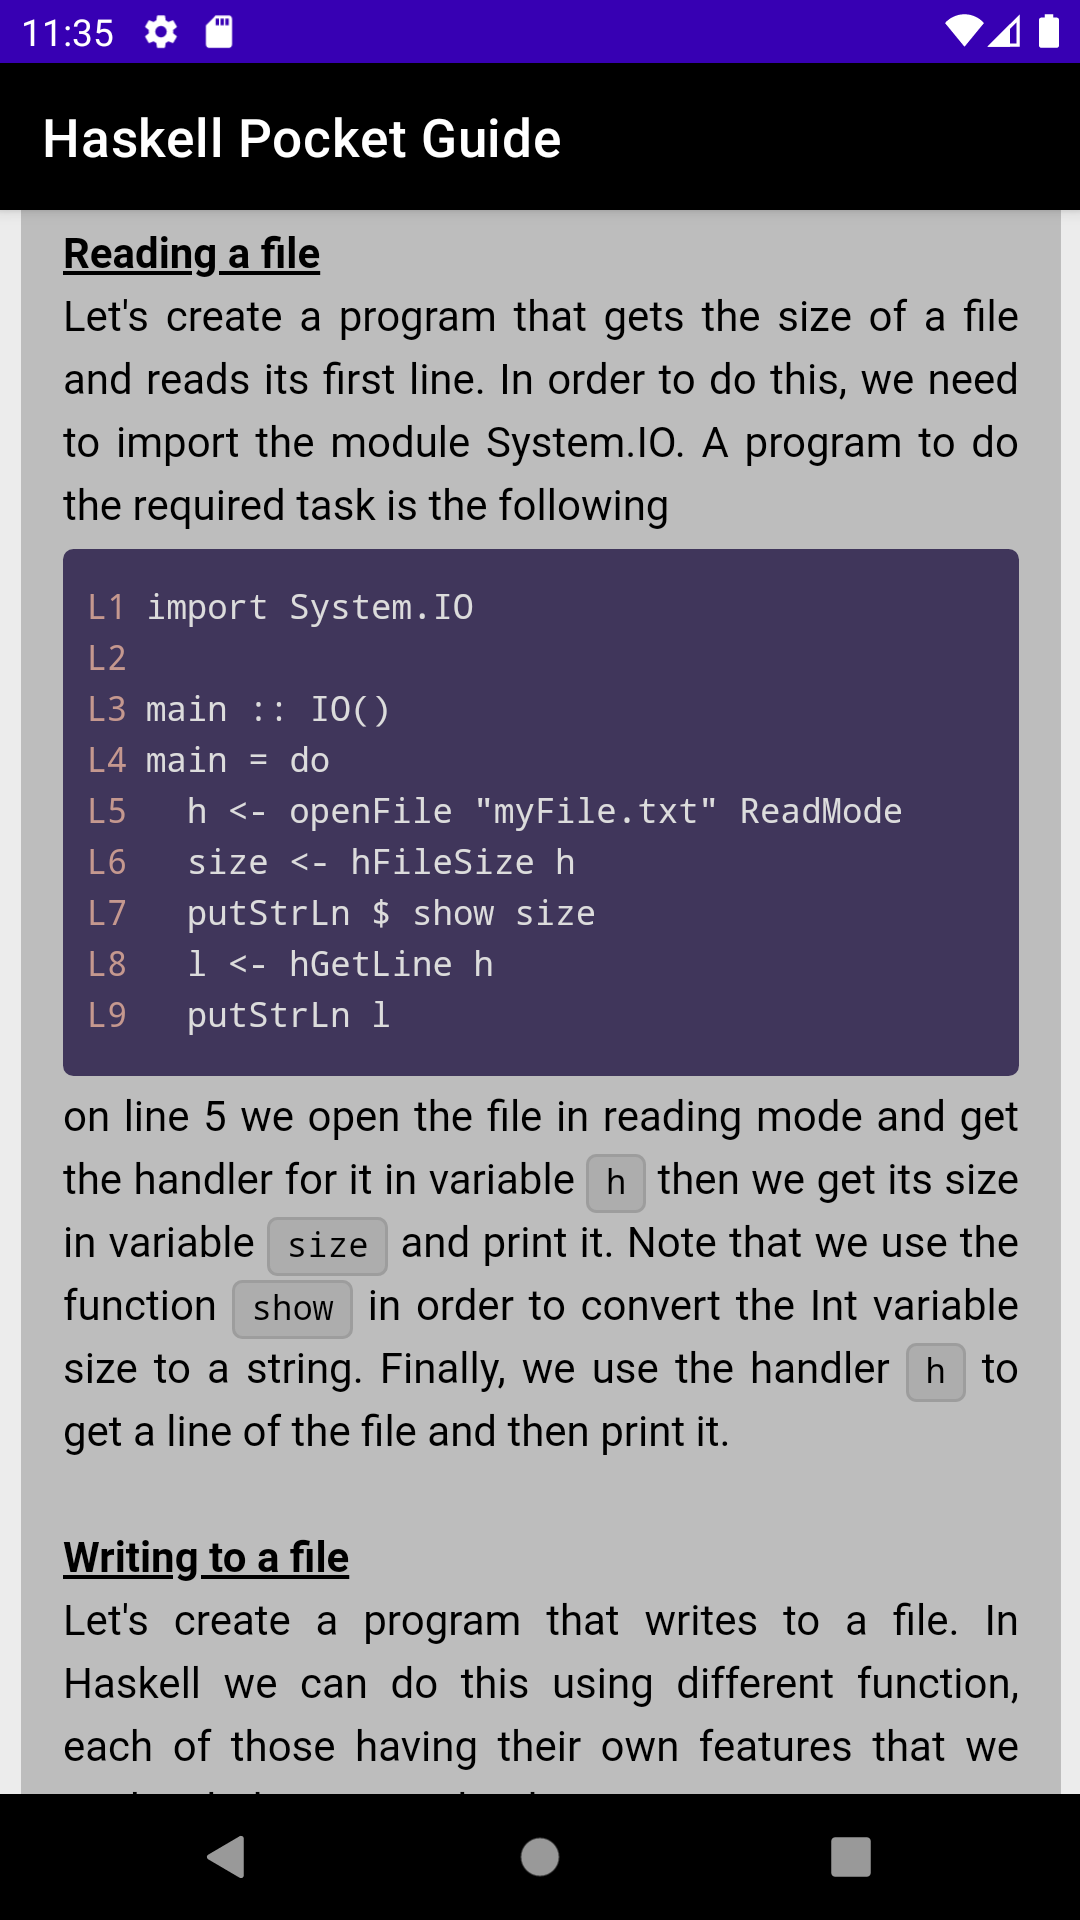 11:35
Haskell Pocket Guide
Reading a file
Let's create a program that gets the size of a file
and reads its first line. In order to do this, we need
to import the module System.IO. A program to do
the required task is the following
L1 import System.IO
L2
L3 main :: IO()
L4 main = do
L5   h <- openFile "myFile.txt" ReadMode
L6   size <- hFileSize h
L7   putStrLn $ show size
L8   l <- hGetLine h
L9   putStrLn l
on line 5 we open the file in reading mode and get
the handler for it in variable h then we get its size
in variable size and print it. Note that we use the
function show in order to convert the Int variable
size to a string. Finally, we use the handler h to
get a line of the file and then print it.
Writing to a file
Let's create a program that writes to a file. In
Haskell we can do this using different function,
each of those having their own features that we